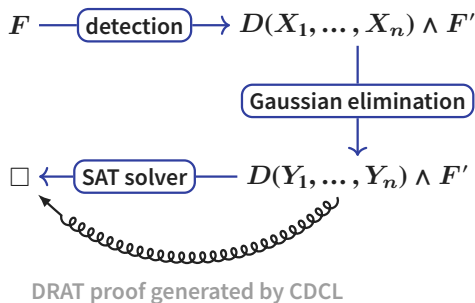 F detection D(X₁, …, Xₙ) ∧ F′
Gaussian elimination
□ SAT solver D(Y₁, …, Yₙ) ∧ F′
DRAT proof generated by CDCL